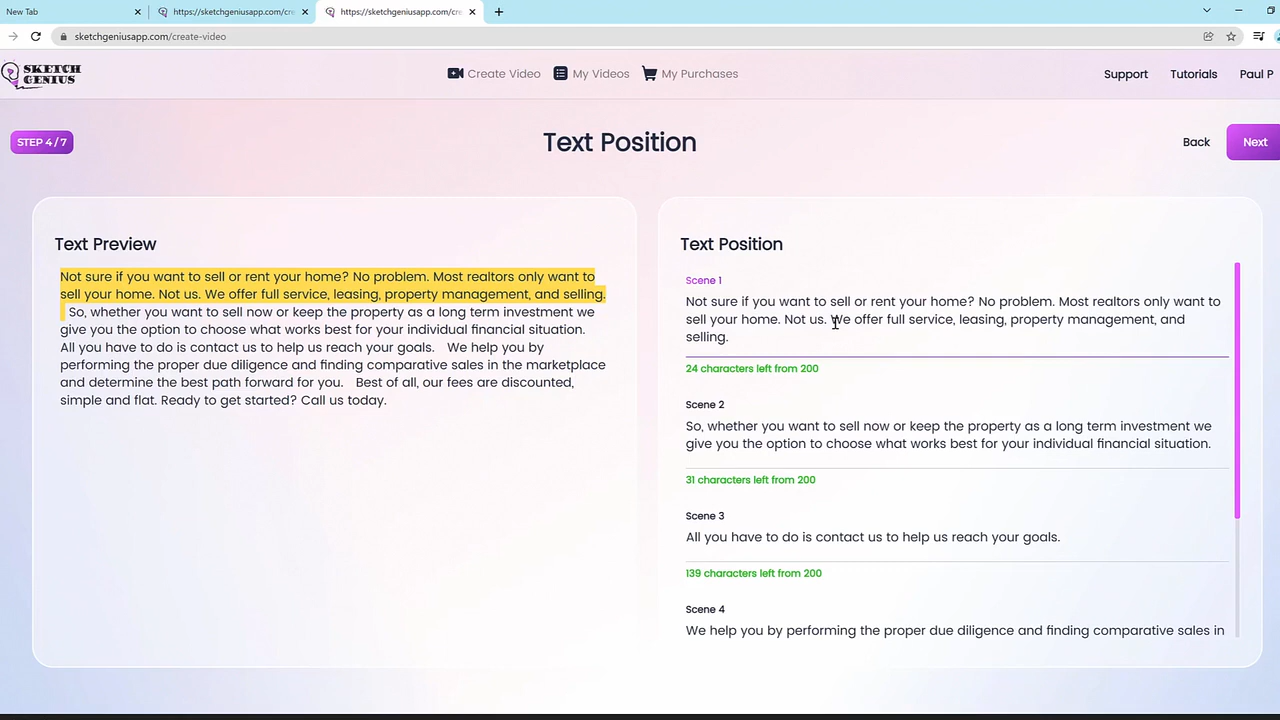 New Tab
https://sketchgeniusapp.com/cre
https://sketchgeniusapp.com/cre
sketchgeniusapp.com/create-video
SKETCH
GENIUS
Create Video
My Videos
My Purchases
Support
Tutorials
Paul P
STEP 4 / 7
Text Position
Back
Next
Text Preview
Not sure if you want to sell or rent your home? No problem. Most realtors only want to
sell your home. Not us. We offer full service, leasing, property management, and selling.
So, whether you want to sell now or keep the property as a long term investment we
give you the option to choose what works best for your individual financial situation.
All you have to do is contact us to help us reach your goals. We help you by
performing the proper due diligence and finding comparative sales in the marketplace
and determine the best path forward for you. Best of all, our fees are discounted,
simple and flat. Ready to get started? Call us today.
Text Position
Scene 1
Not sure if you want to sell or rent your home? No problem. Most realtors only want to
sell your home. Not us. We offer full service, leasing, property management, and
selling.
24 characters left from 200
Scene 2
So, whether you want to sell now or keep the property as a long term investment we
give you the option to choose what works best for your individual financial situation.
31 characters left from 200
Scene 3
All you have to do is contact us to help us reach your goals.
139 characters left from 200
Scene 4
We help you by performing the proper due diligence and finding comparative sales in